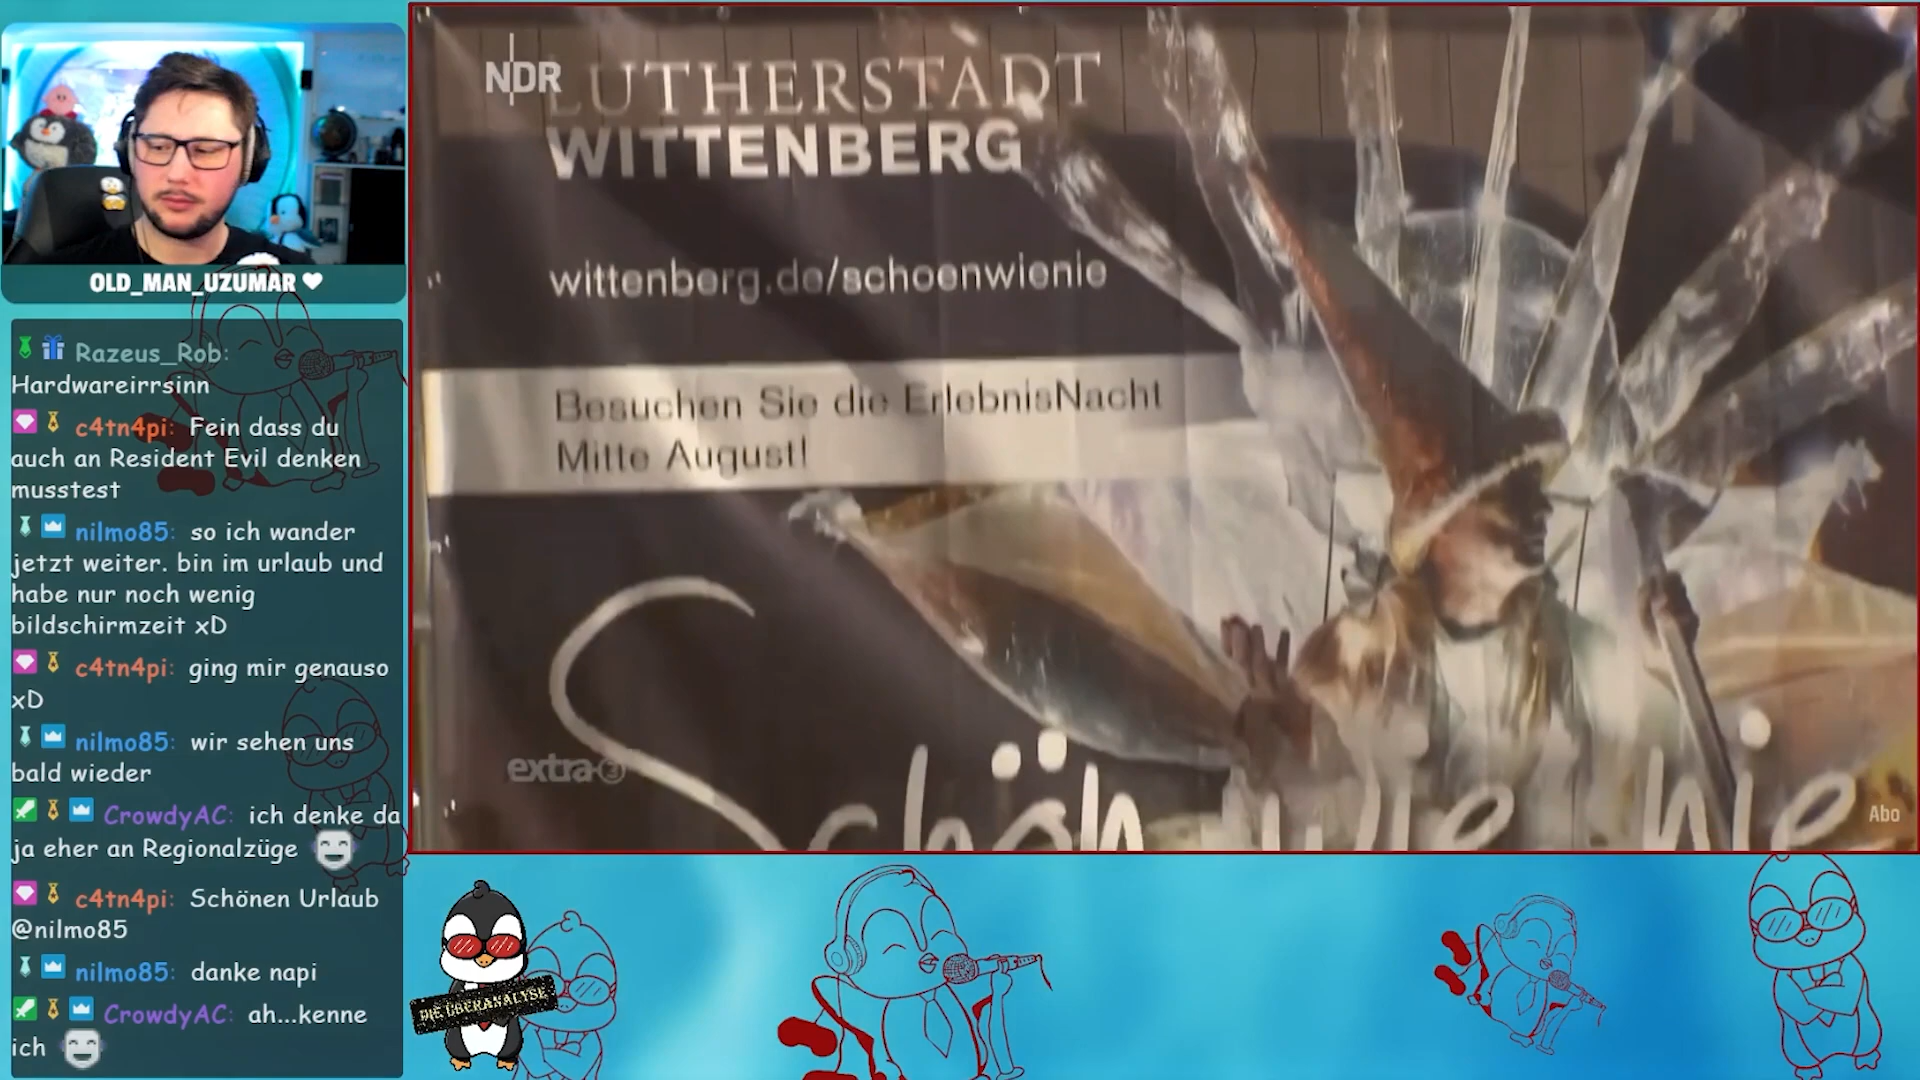 OLD_MAN_UZUMAR ❤
Razeus_Rob:
Hardwareirrsinn
c4tn4pi: Fein dass du
auch an Resident Evil denken
musstest
nilmo85: so ich wander
jetzt weiter. bin im urlaub und
habe nur noch wenig
bildschirmzeit xD
c4tn4pi: ging mir genauso
xD
nilmo85: wir sehen uns
bald wieder
CrowdyAC: ich denke da
ja eher an Regionalzüge
c4tn4pi: Schönen Urlaub
@nilmo85
nilmo85: danke napi
CrowdyAC: ah...kenne
ich
NDR
LUTHERSTADT
WITTENBERG
wittenberg.de/schoenwienie
Besuchen Sie die ErlebnisNacht
Mitte August!
Schön wie nie
extra 3
Abo
DIE ÜBERANALYSE